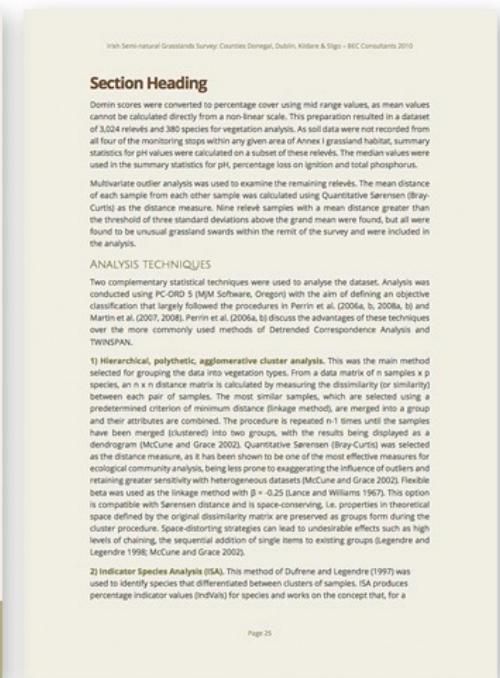 Irish Semi-natural Grasslands Survey: Counties Donegal, Dublin, Kildare & Sligo – BEC Consultants 2010
Section Heading
Domin scores were converted to percentage cover using mid range values, as mean values
cannot be calculated directly from a non-linear scale. This preparation resulted in a dataset
of 3,024 relevés and 380 species for vegetation analysis. As soil data were not recorded from
all four of the monitoring stops within any given area of Annex I grassland habitat, summary
statistics for pH values were calculated on a subset of these relevés. The median values were
used in the summary statistics for pH, percentage loss on ignition and total phosphorus.
Multivariate outlier analysis was used to examine the remaining relevés. The mean distance
of each sample from each other sample was calculated using Quantitative Sørensen (Bray-
Curtis) as the distance measure. Nine relevé samples with a mean distance greater than
the threshold of three standard deviations above the grand mean were found, but all were
found to be unusual grassland swards within the remit of the survey and were included in
the analysis.
Analysis techniques
Two complementary statistical techniques were used to analyse the dataset. Analysis was
conducted using PC-ORD 5 (MjM Software, Oregon) with the aim of defining an objective
classification that largely followed the procedures in Perrin et al. (2006a, b, 2008a, b) and
Martin et al. (2007, 2008). Perrin et al. (2006a, b) discuss the advantages of these techniques
over the more commonly used methods of Detrended Correspondence Analysis and
TWINSPAN.
1) Hierarchical, polythetic, agglomerative cluster analysis. This was the main method
selected for grouping the data into vegetation types. From a data matrix of n samples x p
species, an n x n distance matrix is calculated by measuring the dissimilarity (or similarity)
between each pair of samples. The most similar samples, which are selected using a
predetermined criterion of minimum distance (linkage method), are merged into a group
and their attributes are combined. The procedure is repeated n-1 times until the samples
have been merged (clustered) into two groups, with the results being displayed as a
dendrogram (McCune and Grace 2002). Quantitative Sørensen (Bray-Curtis) was selected
as the distance measure, as it has been shown to be one of the most effective measures for
ecological community analysis, being less prone to exaggerating the influence of outliers and
retaining greater sensitivity with heterogeneous datasets (McCune and Grace 2002). Flexible
beta was used as the linkage method with β = -0.25 (Lance and Williams 1967). This option
is compatible with Sørensen distance and is space-conserving, i.e. properties in theoretical
space defined by the original dissimilarity matrix are preserved as groups form during the
cluster procedure. Space-distorting strategies can lead to undesirable effects such as high
levels of chaining, the sequential addition of single items to existing groups (Legendre and
Legendre 1998; McCune and Grace 2002).
2) Indicator Species Analysis (ISA). This method of Dufrene and Legendre (1997) was
used to identify species that differentiated between clusters of samples. ISA produces
percentage indicator values (IndVals) for species and works on the concept that, for a
Page 25